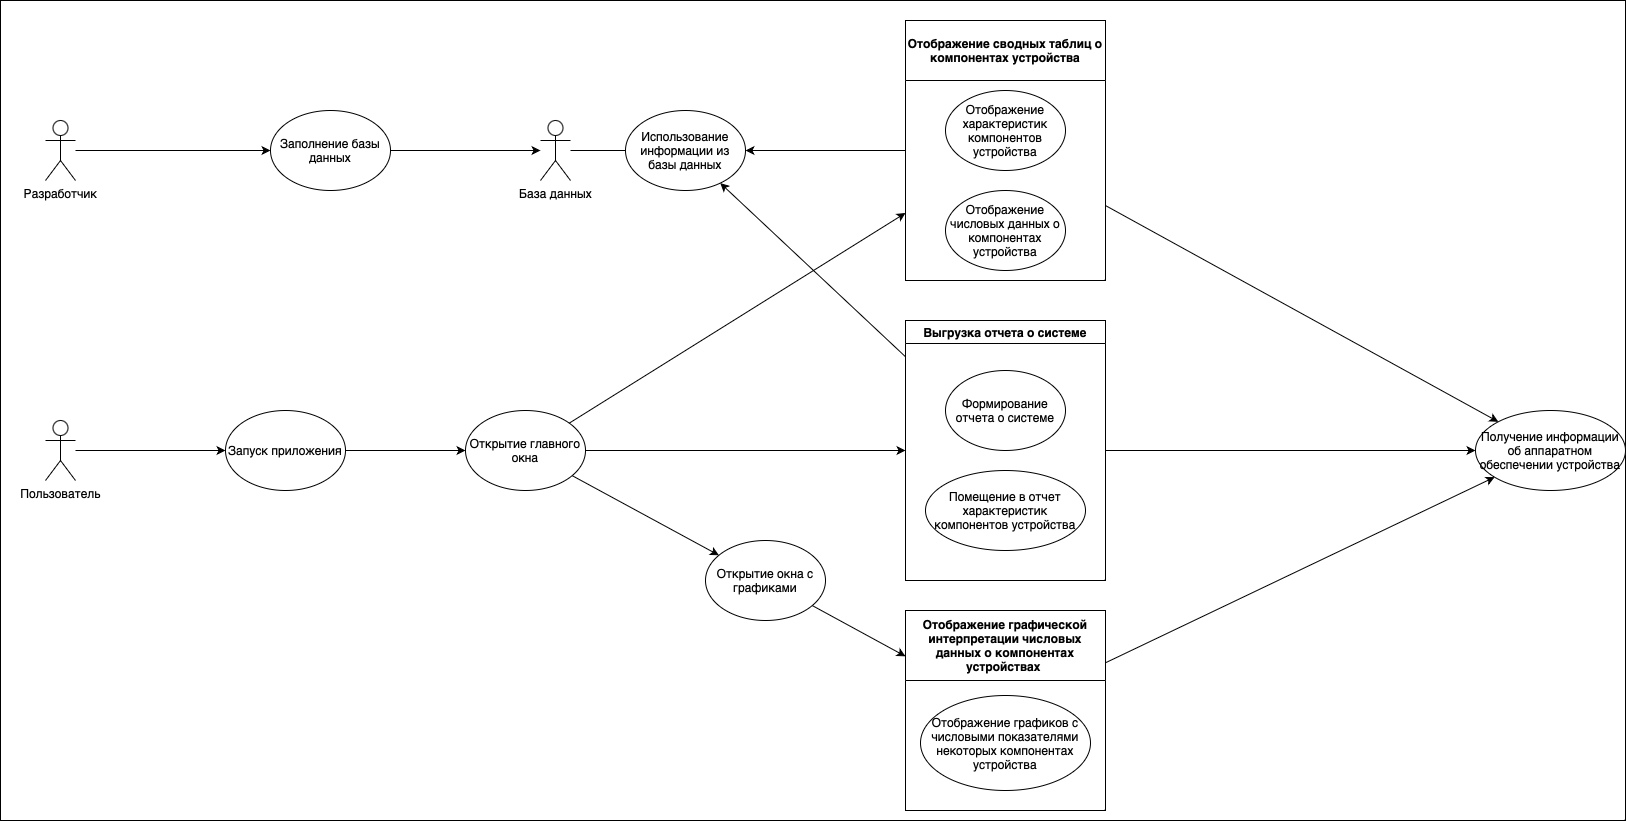 Отображение сводных таблиц о
компонентах устройства
Отображение
характеристик
компонентов
устройства
Отображение
числовых данных о
компонентах
устройства
Разработчик
Заполнение базы
данных
База данных
Использование
информации из
базы данных
Выгрузка отчета о системе
Формирование
отчета о системе
Помещение в отчет
характеристик
компонентов устройства
Пользователь
Запуск приложения
Открытие главного
окна
Получение информации
об аппаратном
обеспечении устройства
Открытие окна с
графиками
Отображение графической
интерпретации числовых
данных о компонентах
устройствах
Отображение графиков с
числовыми показателями
некоторых компонентах
устройства